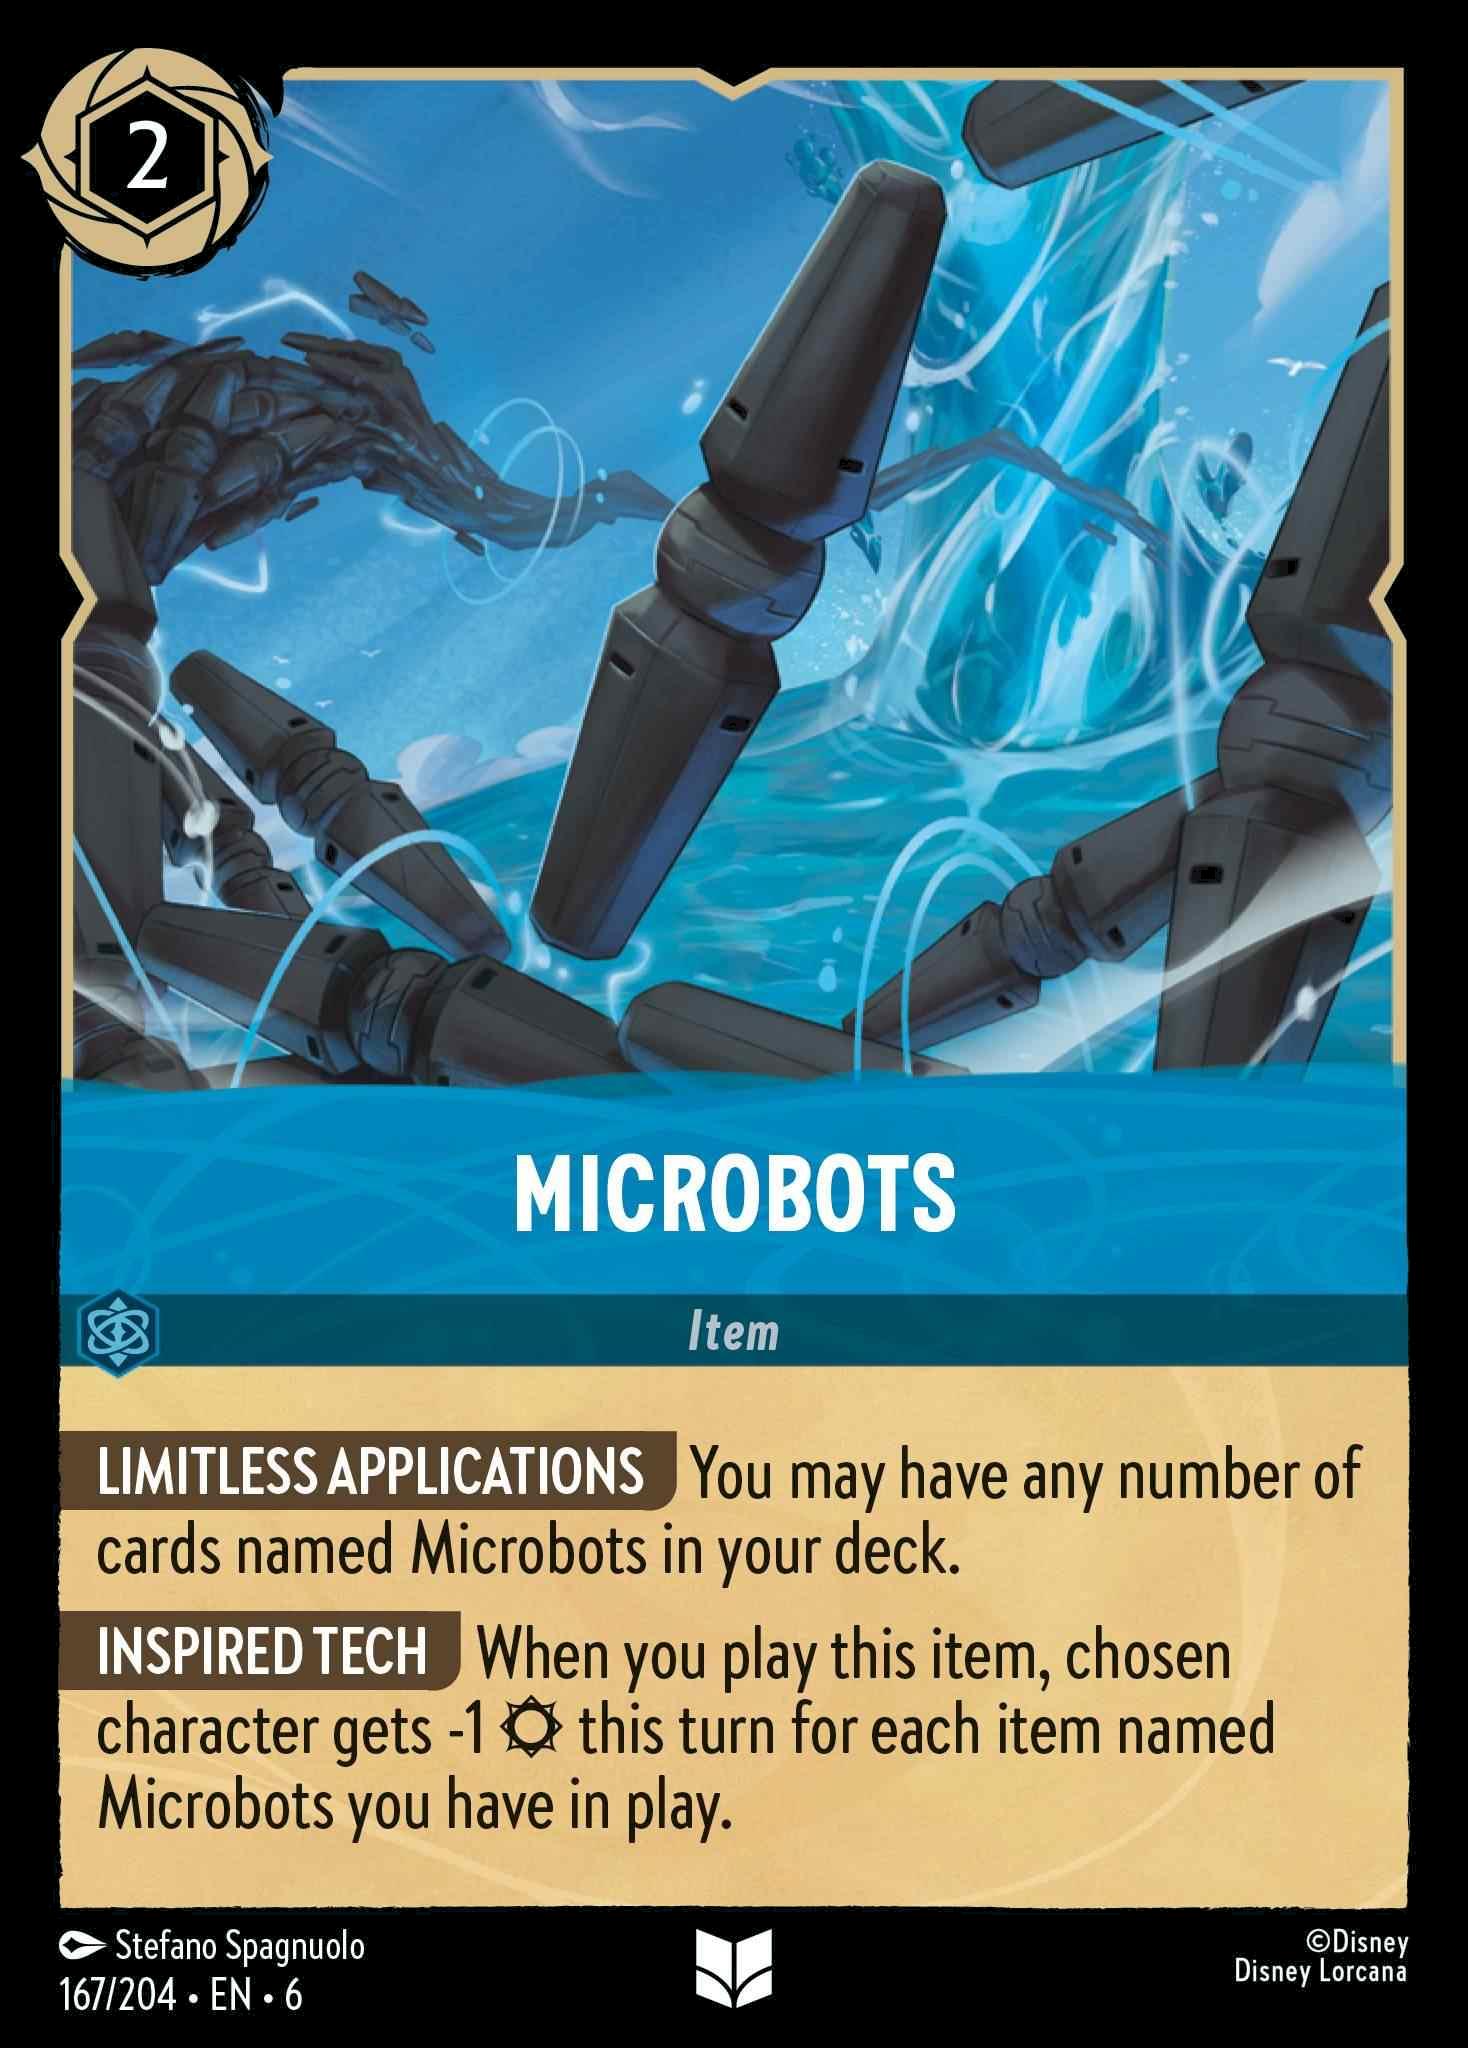 2
MICROBOTS
Item
LIMITLESS APPLICATIONS You may have any number of
cards named Microbots in your deck.
INSPIRED TECH When you play this item, chosen
character gets -1 this turn for each item named
Microbots you have in play.
Stefano Spagnuolo
167/204 • EN • 6
©Disney
Disney Lorcana